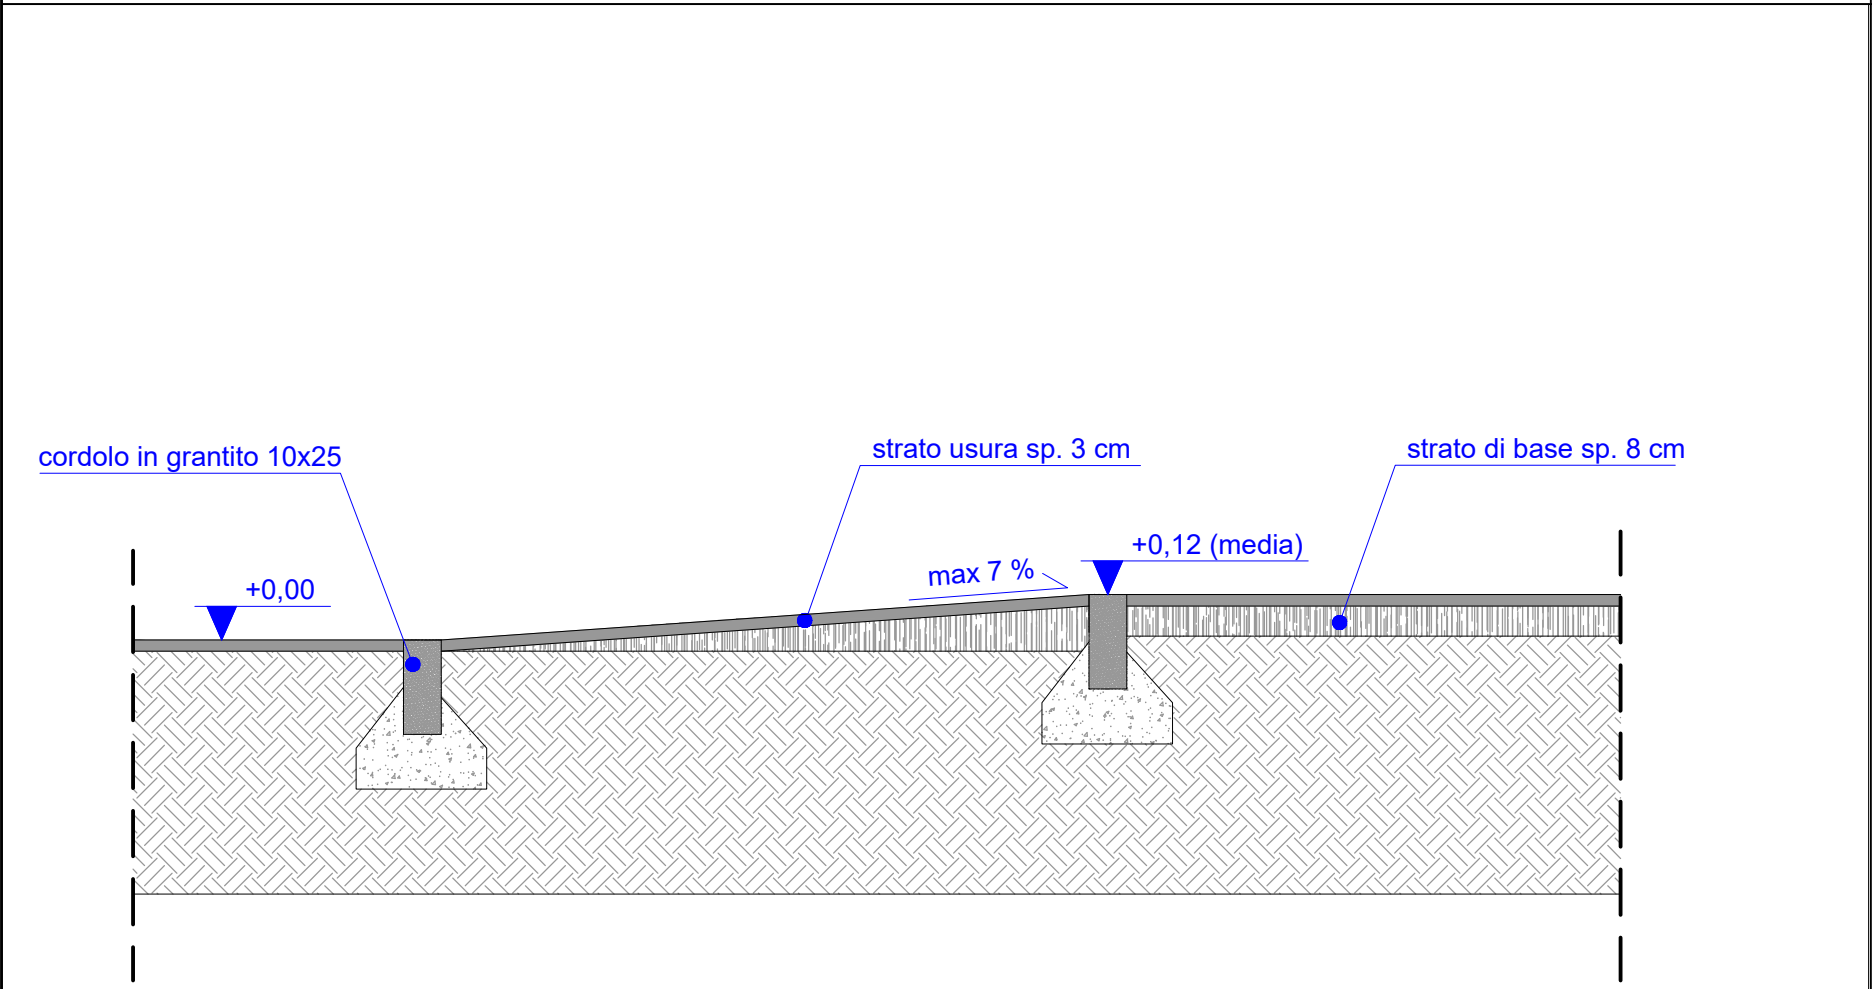 cordolo in grantito 10x25
strato usura sp. 3 cm
strato di base sp. 8 cm
+0,00
max 7 %
+0,12 (media)